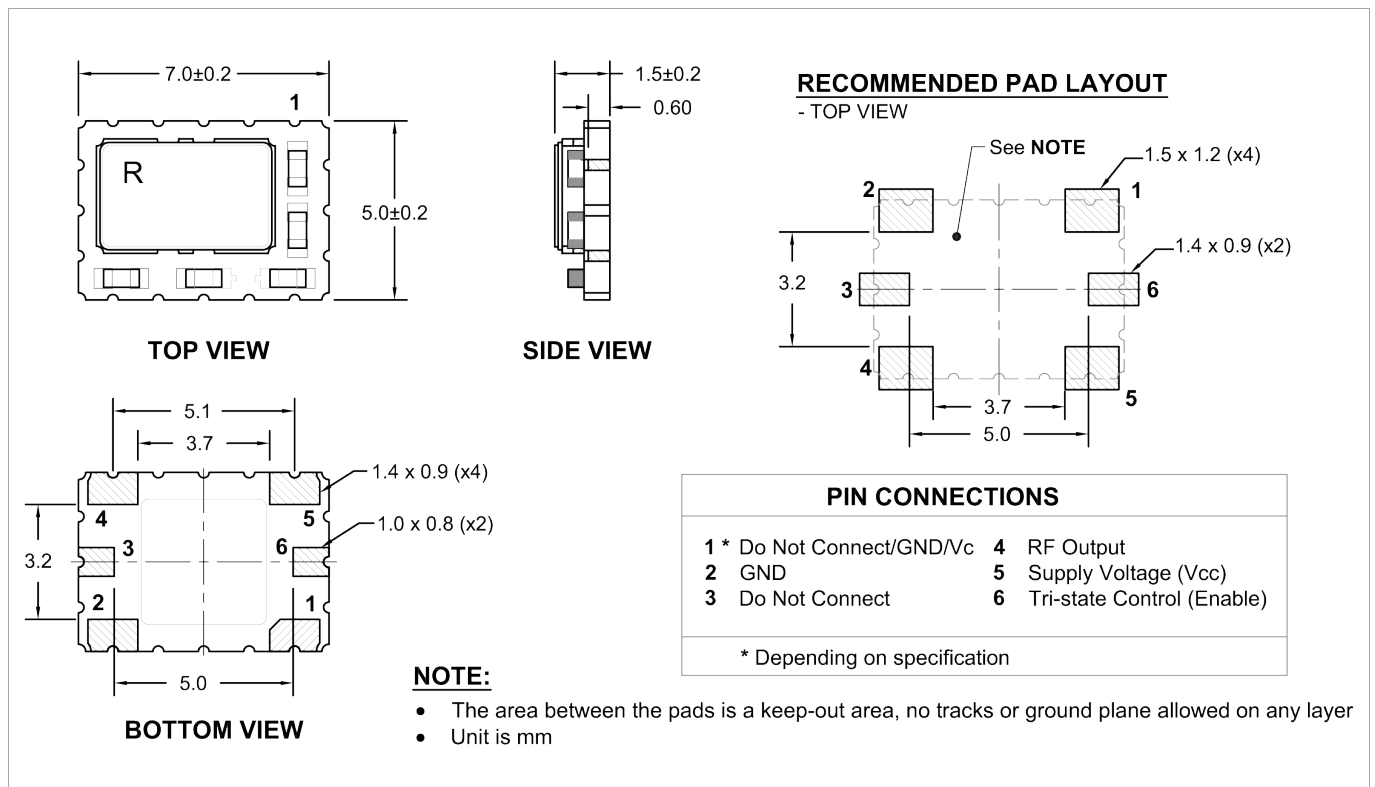 7.0±0.2
1
R
5.0±0.2
TOP VIEW
1.5±0.2
0.60
SIDE VIEW
RECOMMENDED PAD LAYOUT
- TOP VIEW
See NOTE
1.5 x 1.2 (x4)
2
1
1.4 x 0.9 (x2)
3.2
3
6
4
5
3.7
5.0
5.1
3.7
1.4 x 0.9 (x4)
4
5
1.0 x 0.8 (x2)
3
6
3.2
2
1
5.0
BOTTOM VIEW
PIN CONNECTIONS
1 * Do Not Connect/GND/Vc 4 RF Output
2 GND 5 Supply Voltage (Vcc)
3 Do Not Connect 6 Tri-state Control (Enable)
* Depending on specification
NOTE:
• The area between the pads is a keep-out area, no tracks or ground plane allowed on any layer
• Unit is mm